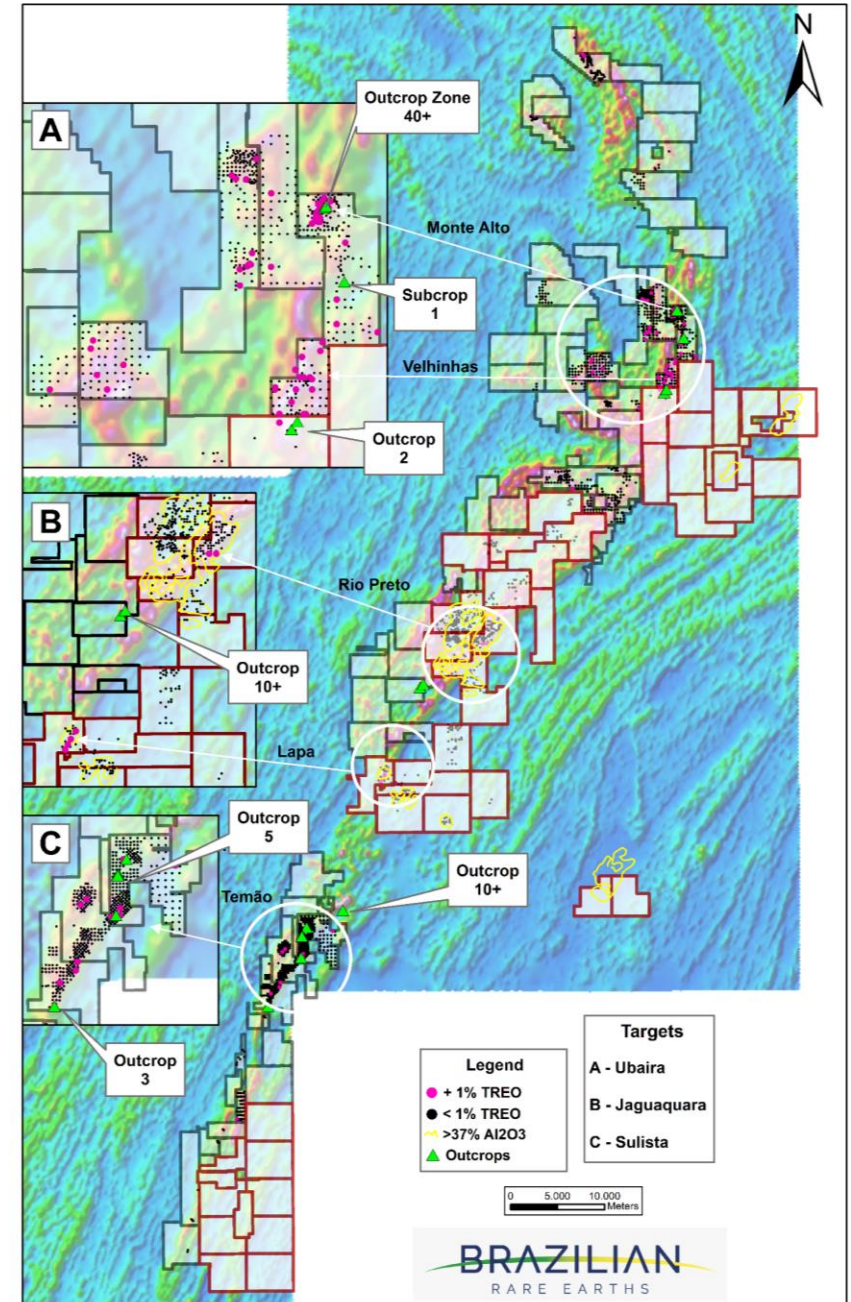 N
A
Outcrop Zone
40+
Monte Alto
Subcrop
1
Velhinhas
Outcrop
2
B
Rio Preto
Outcrop
10+
Lapa
C
Outcrop
5
Temão
Outcrop
10+
Outcrop
3
Legend
+ 1% TREO
< 1% TREO
>37% Al2O3
Outcrops
Targets
A - Ubaira
B - Jaguaquara
C - Sulista
0 5.000 10.000
Meters
BRAZILIAN
RARE EARTHS